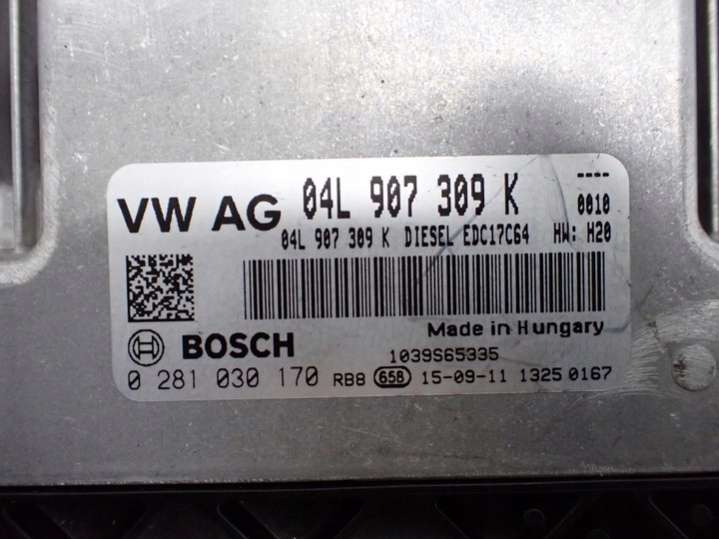 VW AG 04L 907 309 K ----
0010
04L 907 309 K DIESEL EDC17C64 HW: H20
Made in Hungary
BOSCH 1039S65335
0 281 030 170 RB8 658 15-09-11 1325 0167